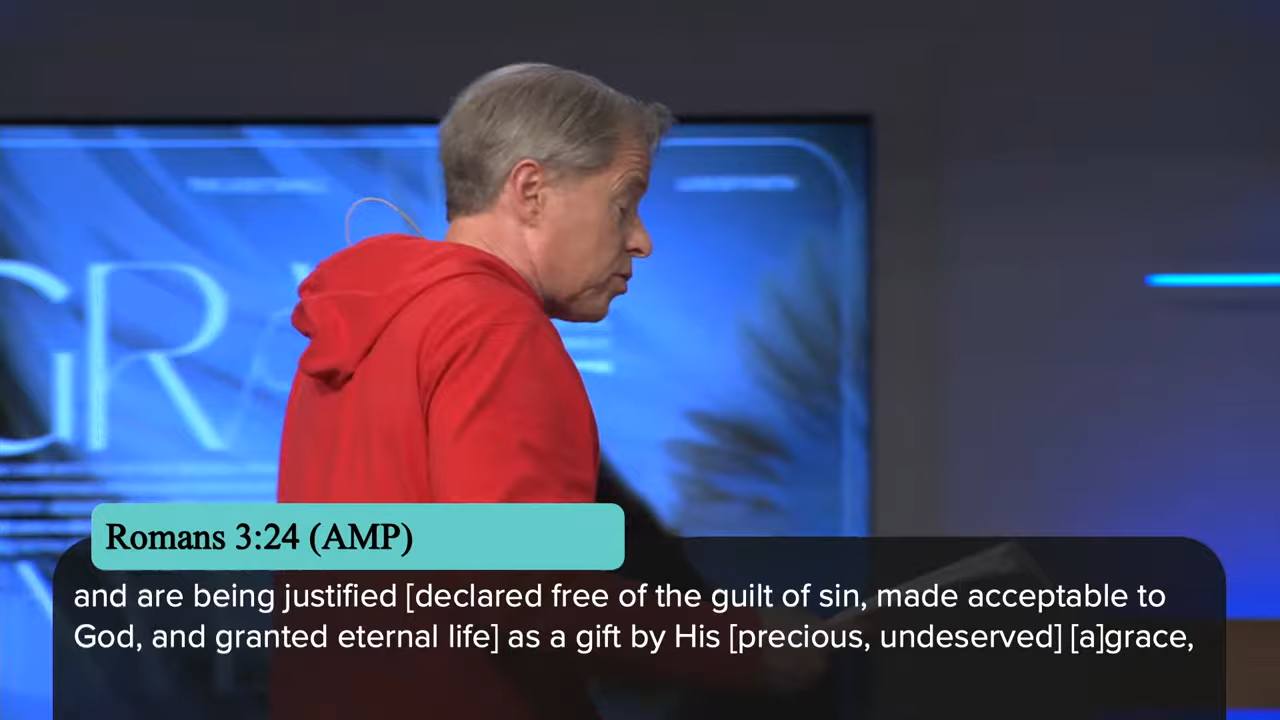 GRA
Romans 3:24 (AMP)
and are being justified [declared free of the guilt of sin, made acceptable to
God, and granted eternal life] as a gift by His [precious, undeserved] [a]grace,